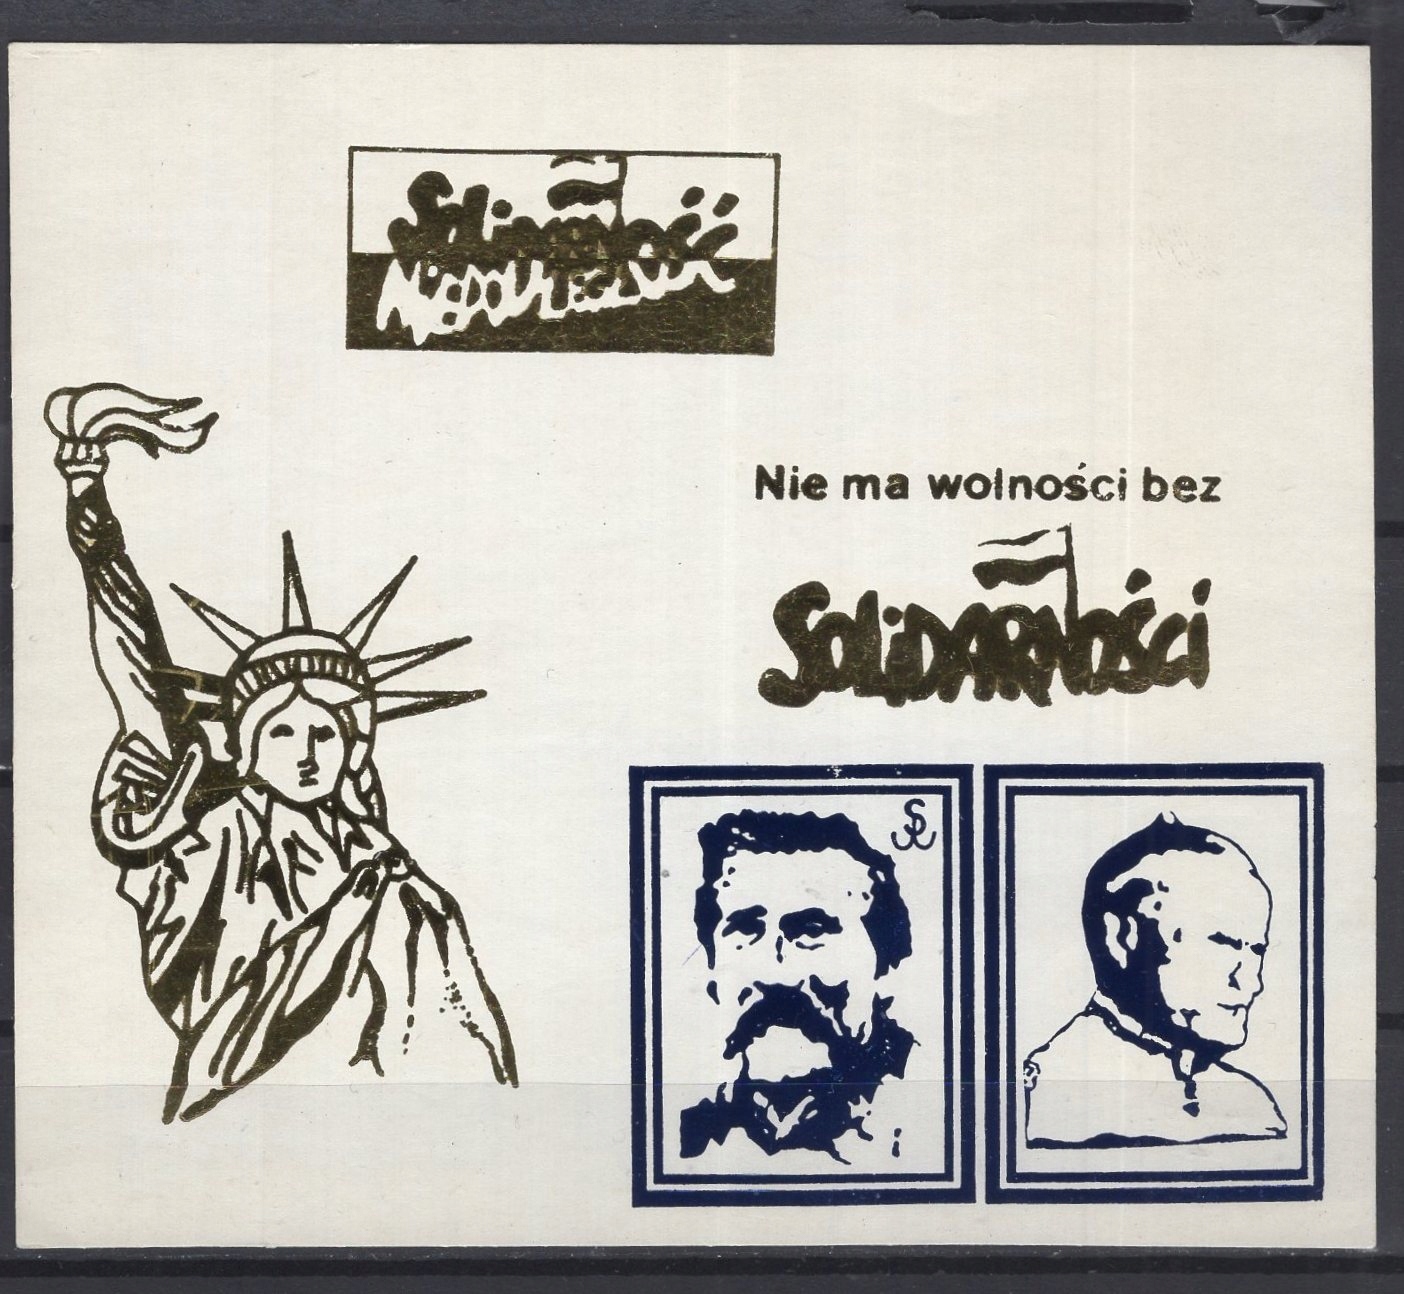 Solidarność
Niepodległość
Nie ma wolności bez
SOLiDARNOŚCi